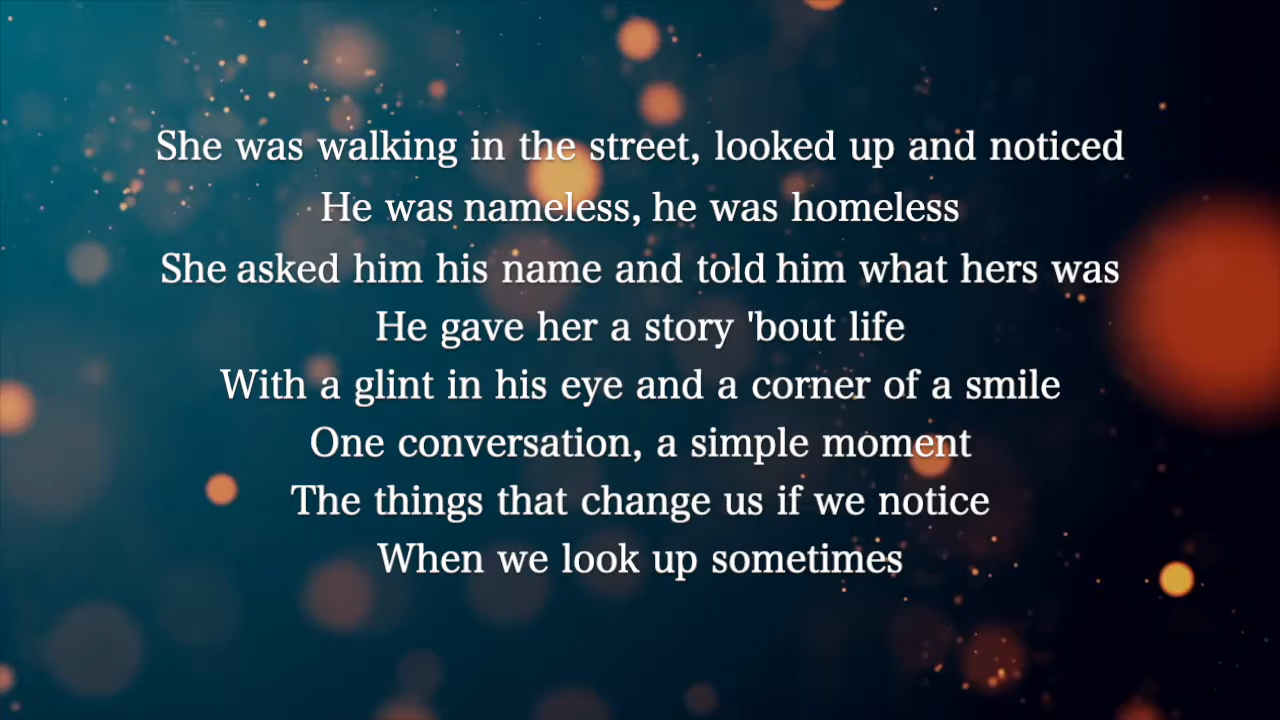 She was walking in the street, looked up and noticed
He was nameless, he was homeless
She asked him his name and told him what hers was
He gave her a story 'bout life
With a glint in his eye and a corner of a smile
One conversation, a simple moment
The things that change us if we notice
When we look up sometimes